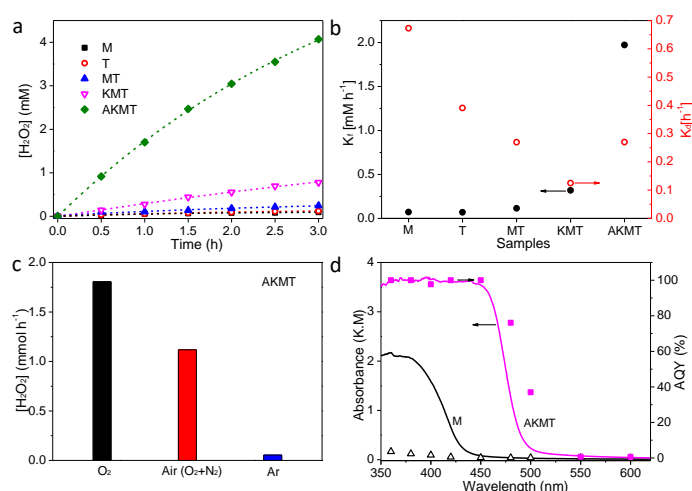 a
M
T
MT
KMT
AKMT
4
2
0
[H₂O₂] (mM)
0.0 0.5 1.0 1.5 2.0 2.5 3.0
Time (h)
b
2.0
1.5
1.0
0.5
0.0
Kf [mM h⁻¹]
0.7
0.6
0.5
0.4
0.3
0.2
0.1
0.0
Kd[h⁻¹]
M T MT KMT AKMT
Samples
c
AKMT
2.0
1.5
1.0
0.5
0.0
[H₂O₂] (mmol h⁻¹)
O₂ Air (O₂+N₂) Ar
d
4
3
2
1
0
Absorbance (K.M)
100
80
60
40
20
0
AQY (%)
M
AKMT
350 400 450 500 550 600
Wavelength (nm)